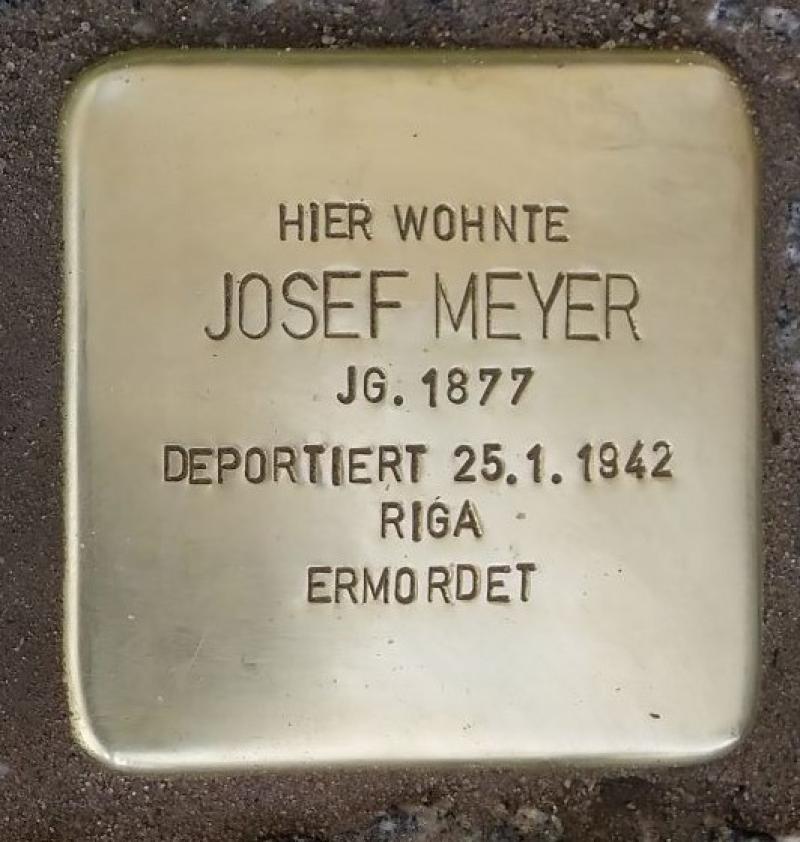 HIER WOHNTE
JOSEF MEYER
JG. 1877
DEPORTIERT 25.1.1942
RIGA
ERMORDET